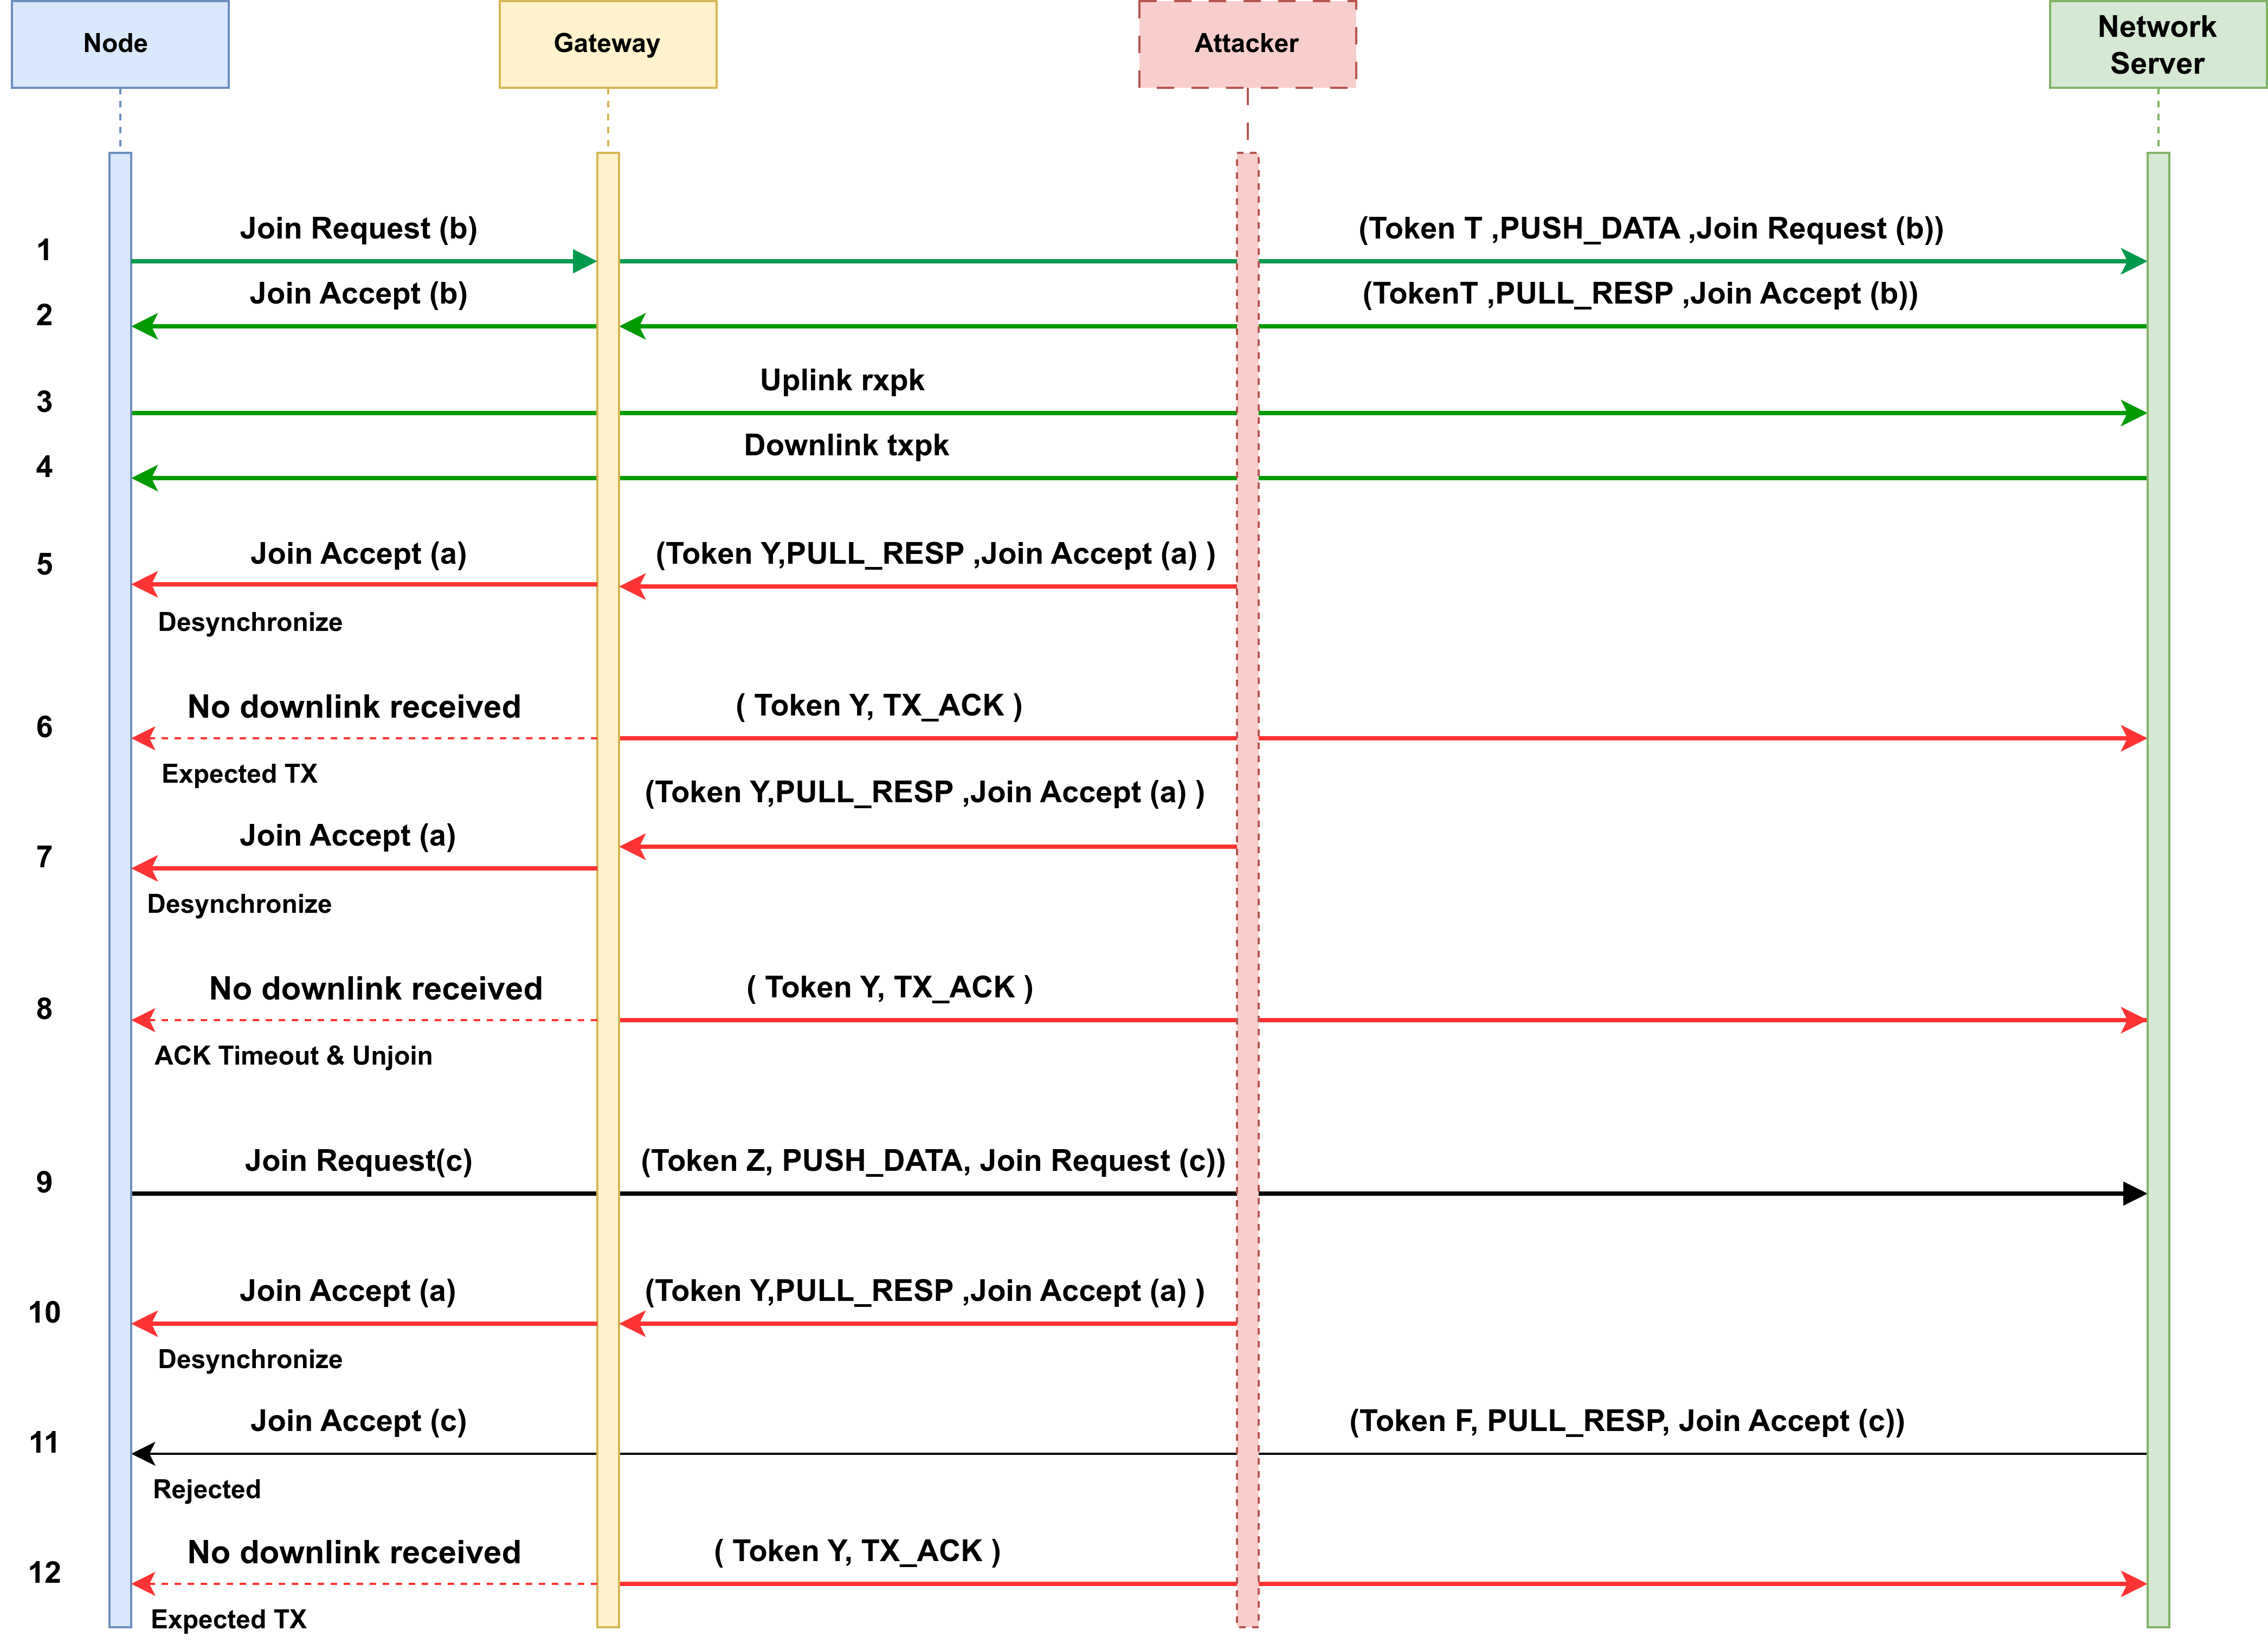 Node
Gateway
Attacker
Network
Server
Join Request (b)
(Token T ,PUSH_DATA ,Join Request (b))
1
Join Accept (b)
(TokenT ,PULL_RESP ,Join Accept (b))
2
Uplink rxpk
3
Downlink txpk
4
Join Accept (a)
(Token Y,PULL_RESP ,Join Accept (a) )
5
Desynchronize
No downlink received
( Token Y, TX_ACK )
6
Expected TX
(Token Y,PULL_RESP ,Join Accept (a) )
Join Accept (a)
7
Desynchronize
No downlink received
( Token Y, TX_ACK )
8
ACK Timeout & Unjoin
Join Request(c)
(Token Z, PUSH_DATA, Join Request (c))
9
Join Accept (a)
(Token Y,PULL_RESP ,Join Accept (a) )
10
Desynchronize
Join Accept (c)
(Token F, PULL_RESP, Join Accept (c))
11
Rejected
No downlink received
( Token Y, TX_ACK )
12
Expected TX